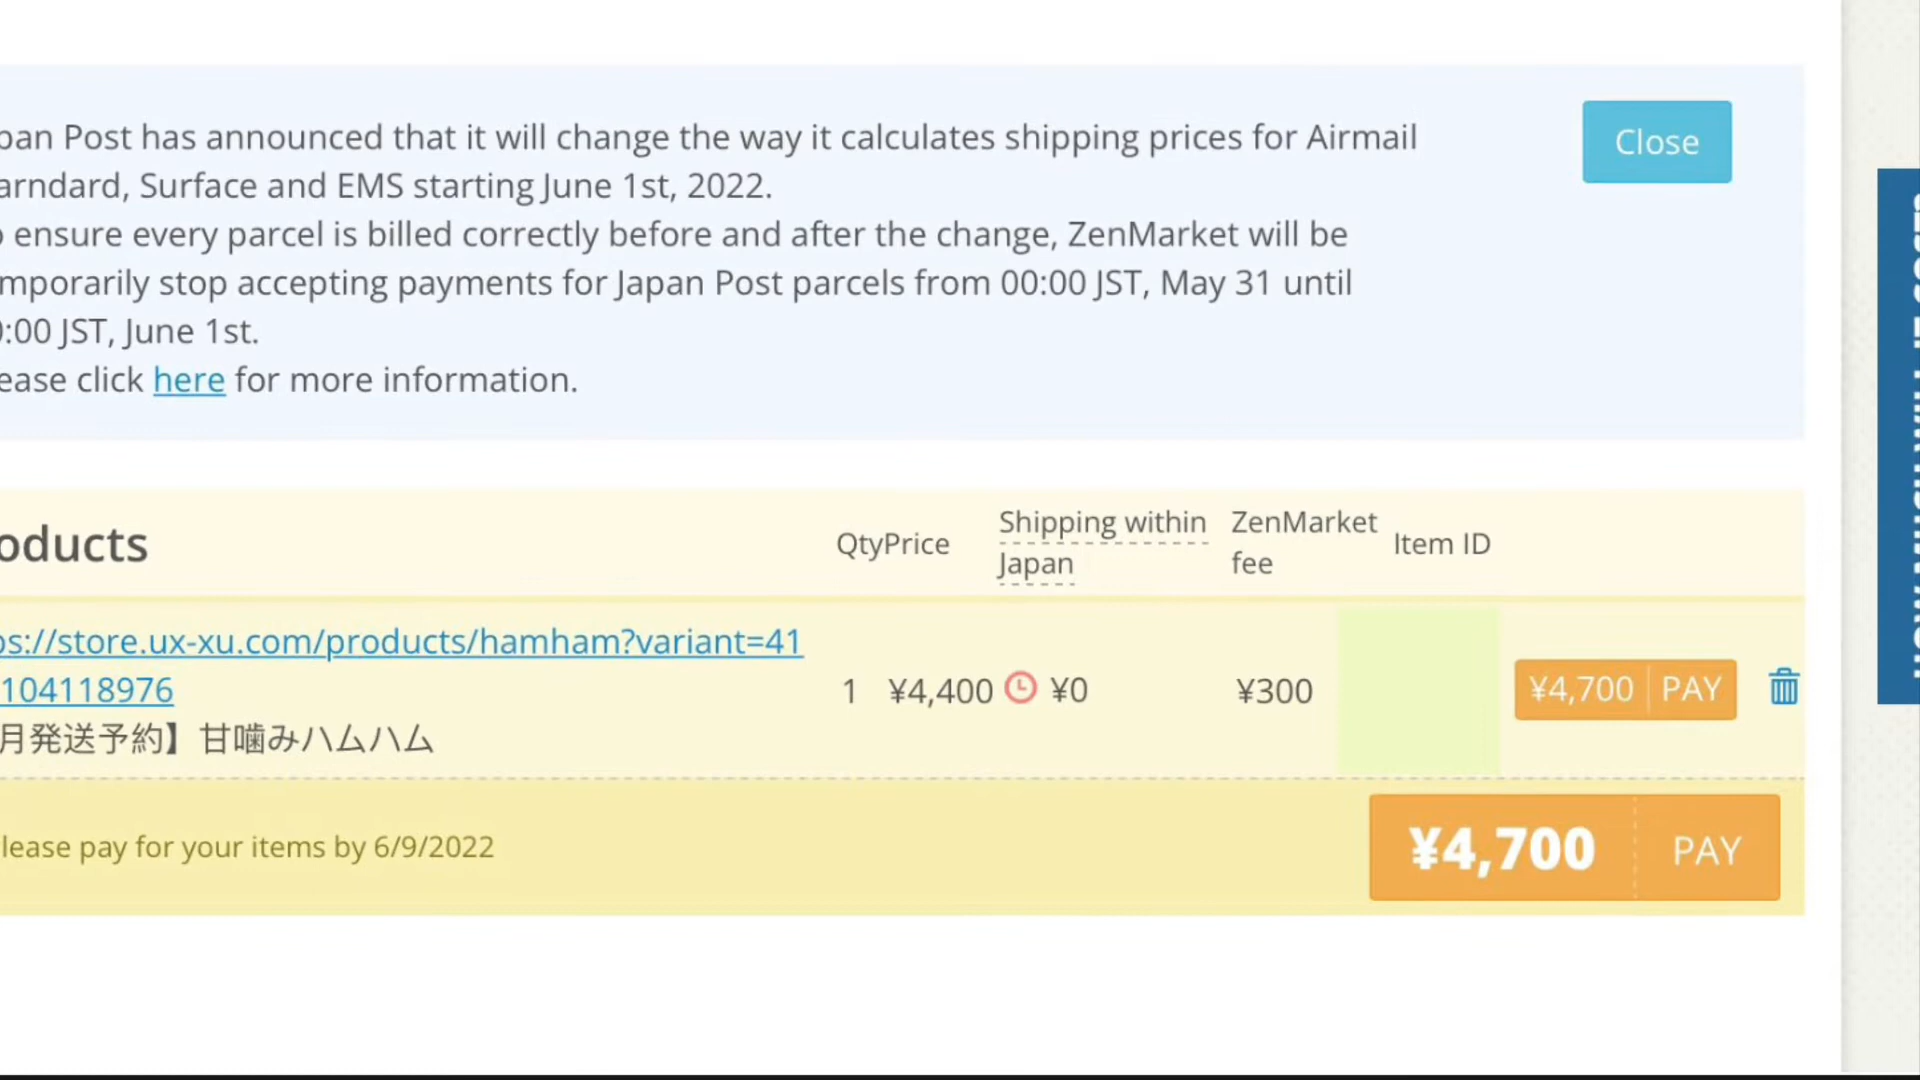 pan Post has announced that it will change the way it calculates shipping prices for Airmail
arndard, Surface and EMS starting June 1st, 2022.
ensure every parcel is billed correctly before and after the change, ZenMarket will be
mporarily stop accepting payments for Japan Post parcels from 00:00 JST, May 31 until
:00 JST, June 1st.
ease click here for more information.
Close
oducts
Qty
Price
Shipping within
Japan
ZenMarket
fee
Item ID
ps://store.ux-xu.com/products/hamham?variant=41
104118976
月発送予約】甘噛みハムハム
1
¥4,400
¥0
¥300
¥4,700 PAY
lease pay for your items by 6/9/2022
¥4,700 PAY